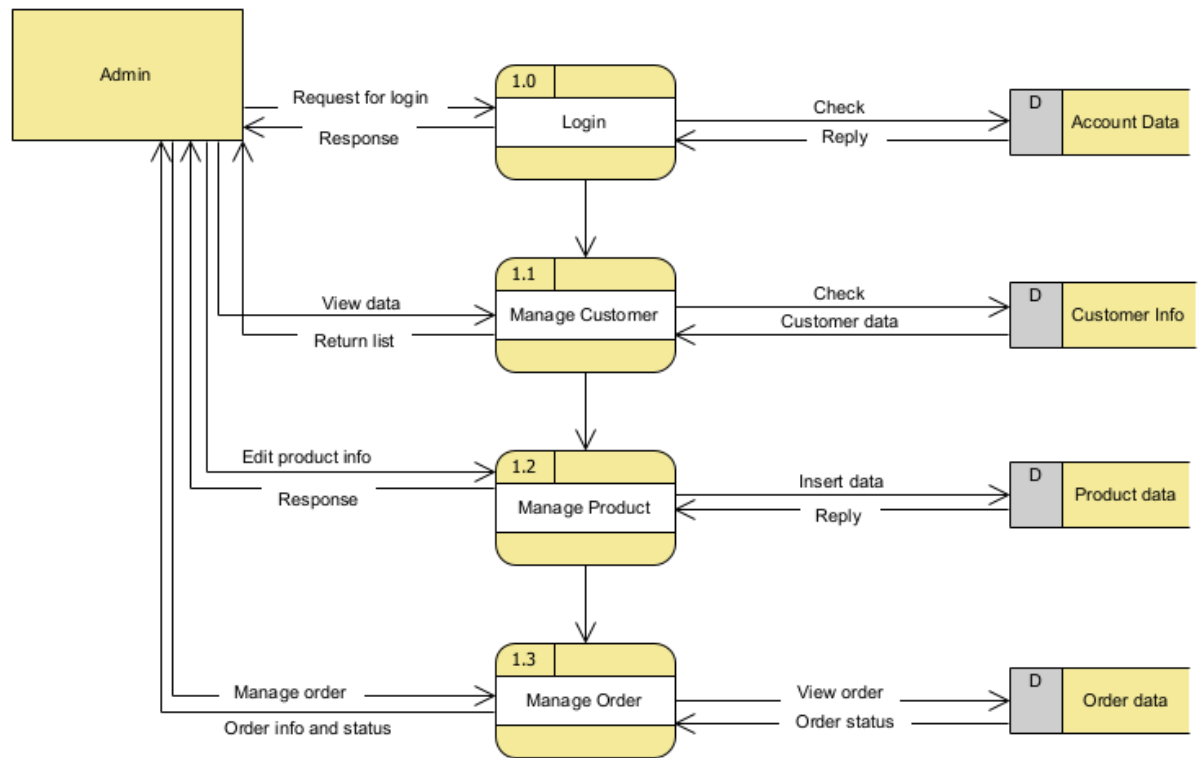 Admin
Request for login
Response
1.0
Login
Check
Reply
D
Account Data
View data
Return list
1.1
Manage Customer
Check
Customer data
D
Customer Info
Edit product info
Response
1.2
Manage Product
Insert data
Reply
D
Product data
Manage order
Order info and status
1.3
Manage Order
View order
Order status
D
Order data